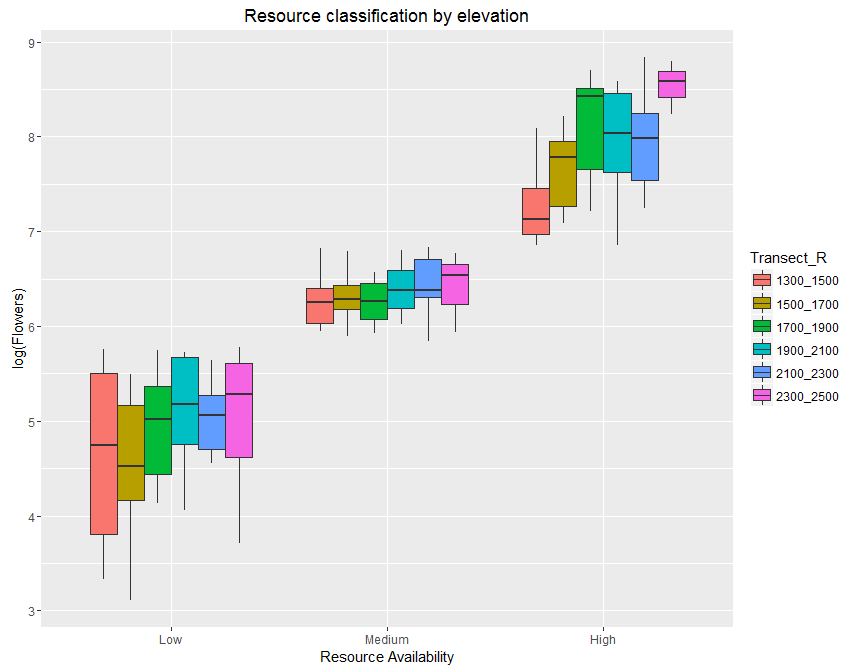 Resource classification by elevation
9
8
7
6
5
4
3
log(Flowers)
Low Medium High
Resource Availability
Transect_R
1300_1500
1500_1700
1700_1900
1900_2100
2100_2300
2300_2500